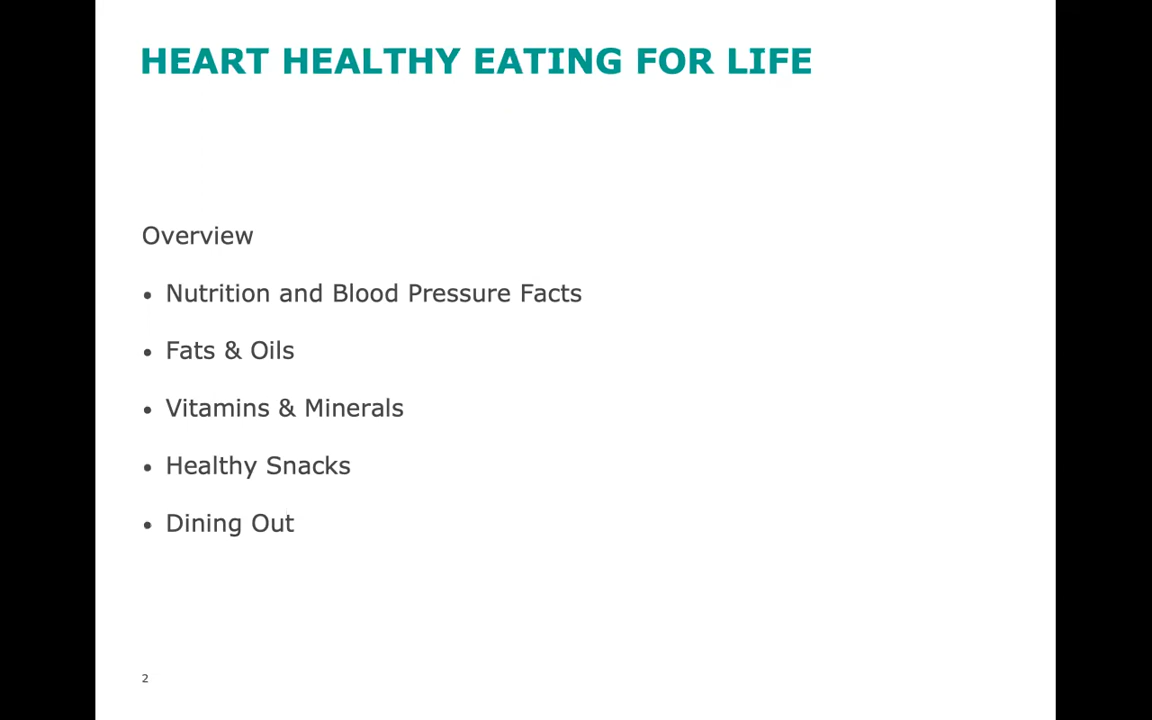 HEART HEALTHY EATING FOR LIFE
Overview
• Nutrition and Blood Pressure Facts
• Fats & Oils
• Vitamins & Minerals
• Healthy Snacks
• Dining Out
2